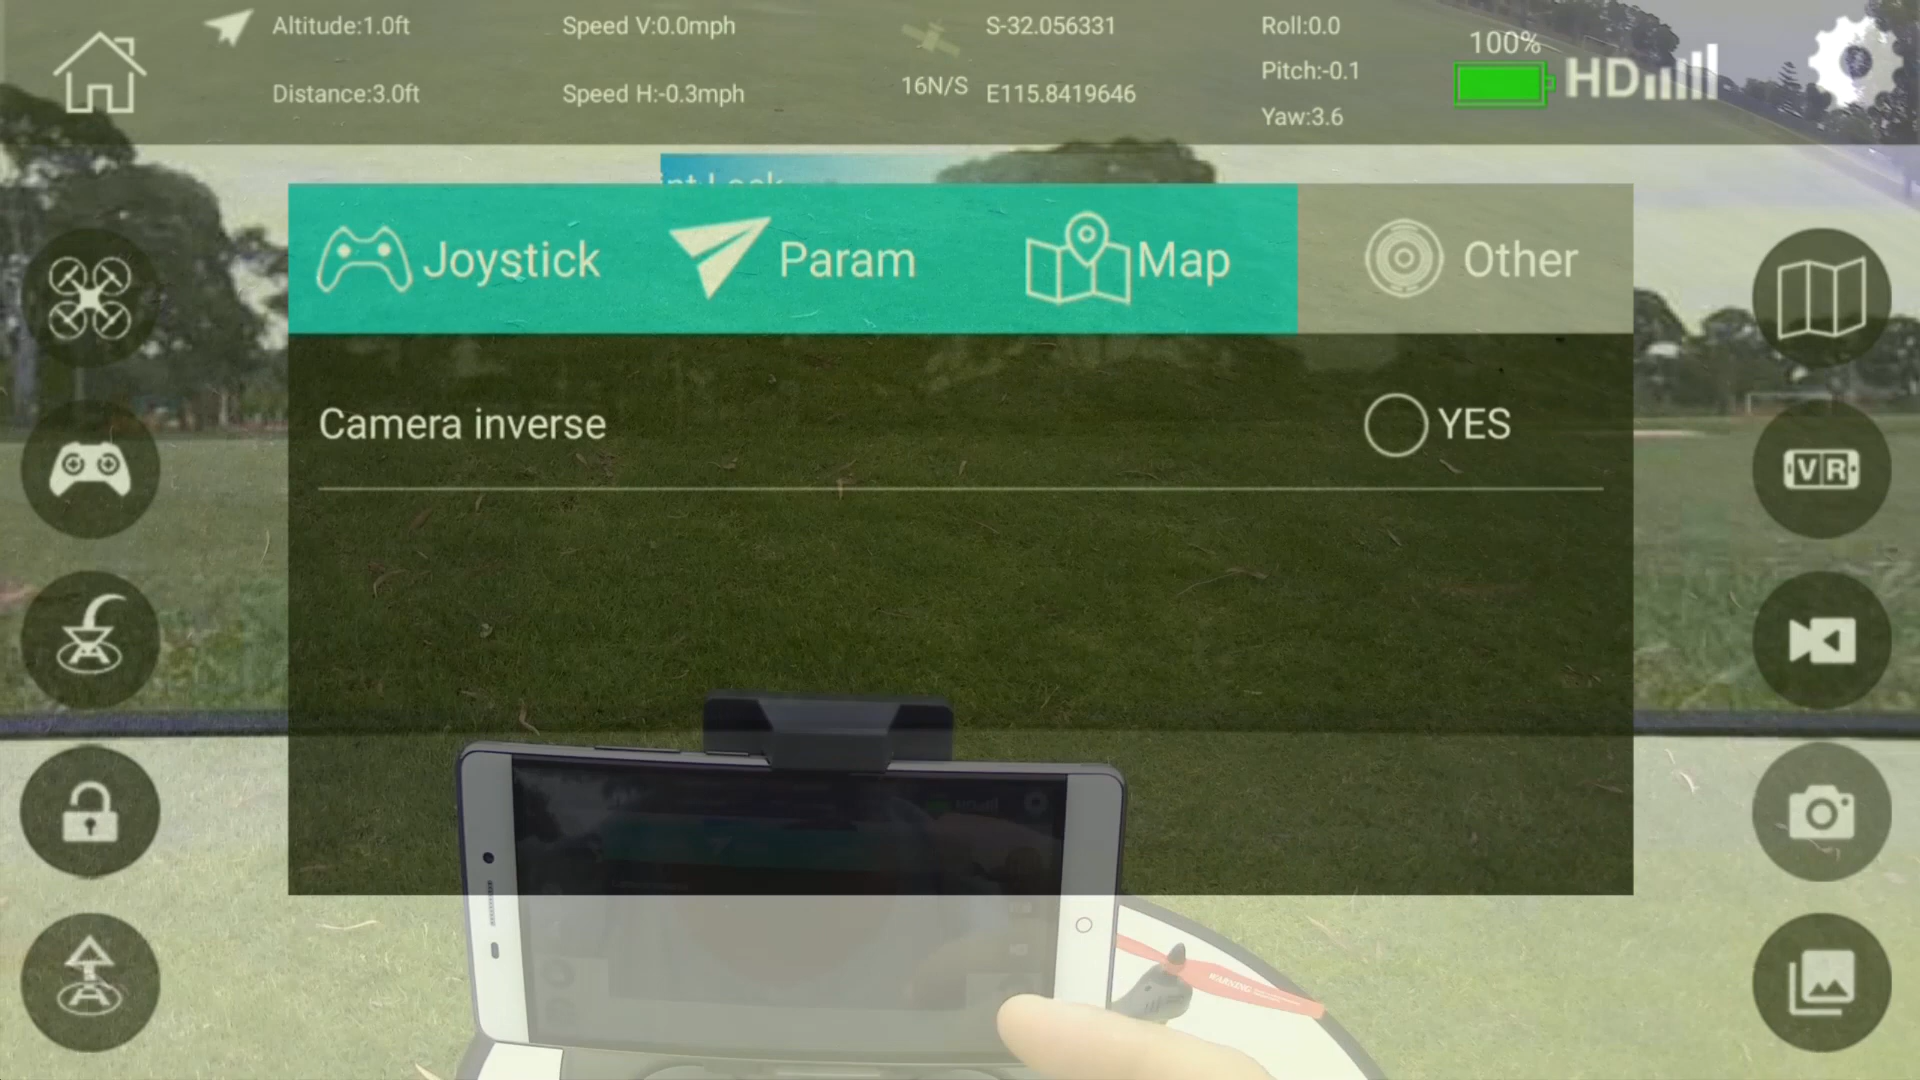 Altitude:1.0ft
Speed V:0.0mph
S-32.056331
Roll:0.0
100%
HD
Pitch:-0.1
16N/S
Distance:3.0ft
Speed H:-0.3mph
E115.8419646
Yaw:3.6
Joystick
Param
Map
Other
Camera inverse
YES
VR
WARNING